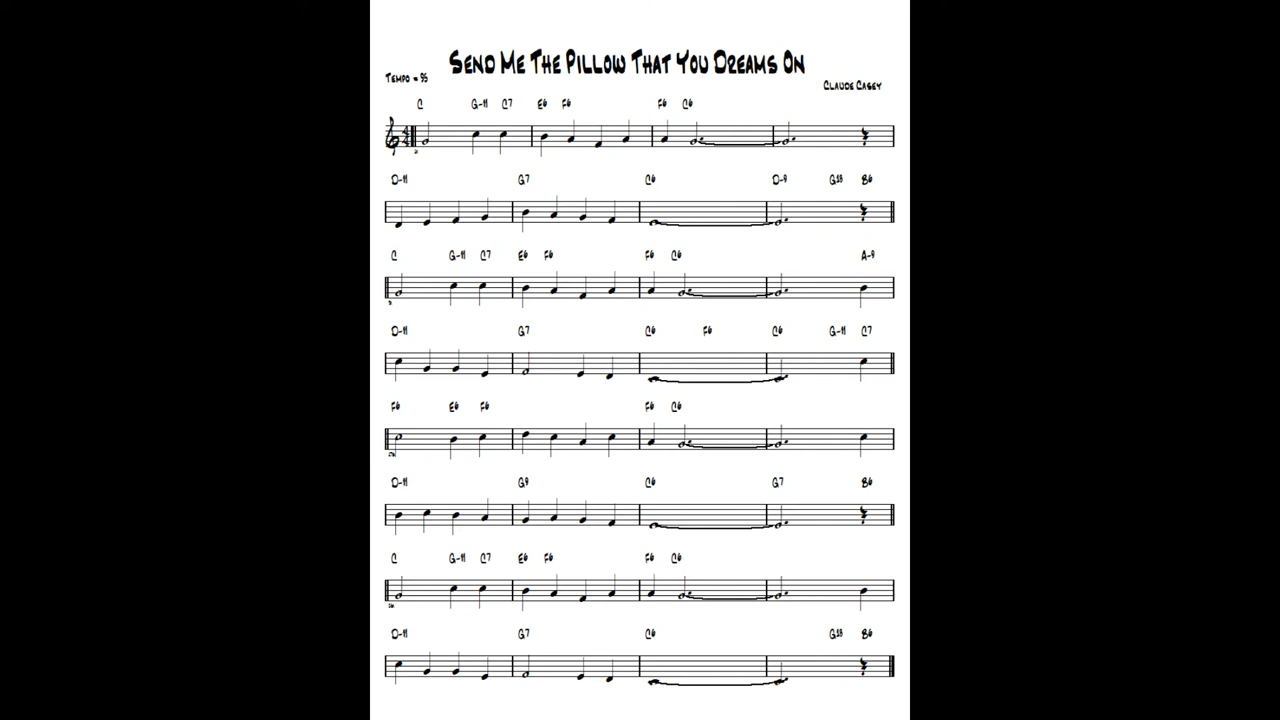 Send Me The Pillow That You Dreams On
Tempo = 95
Claude Casey
C G-11 C7 E6 F6 F6 C6
4
4
D-11 G7 C6 D-9 G13 B6
C G-11 C7 E6 F6 F6 C6 A-9
D-11 G7 C6 F6 C6 G-11 C7
F6 E6 F6 F6 C6
D-11 G9 C6 G7 B6
C G-11 C7 E6 F6 F6 C6
D-11 G7 C6 G13 B6